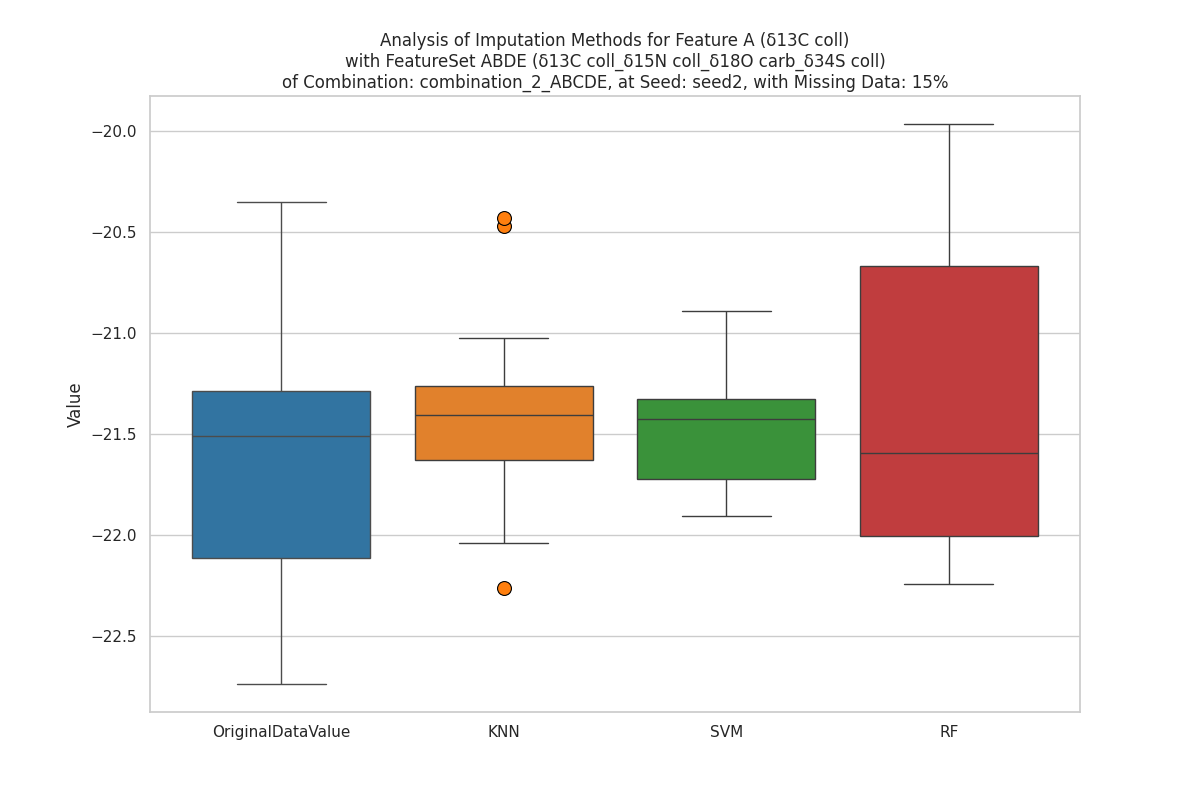 Analysis of Imputation Methods for Feature A (δ13C coll)
with FeatureSet ABDE (δ13C coll_δ15N coll_δ18O carb_δ34S coll)
of Combination: combination_2_ABCDE, at Seed: seed2, with Missing Data: 15%
−20.0
−20.5
−21.0
−21.5
−22.0
−22.5
Value
OriginalDataValue
KNN
SVM
RF